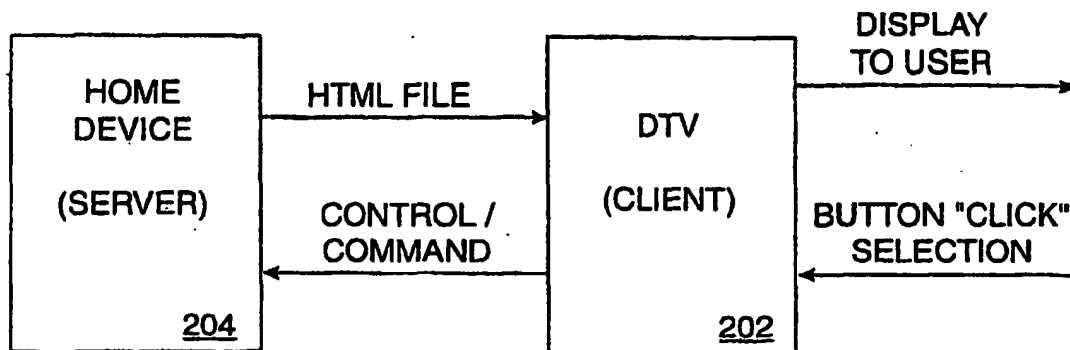 HOME
DEVICE
(SERVER)
204
HTML FILE
CONTROL /
COMMAND
DTV
(CLIENT)
202
DISPLAY
TO USER
BUTTON "CLICK"
SELECTION